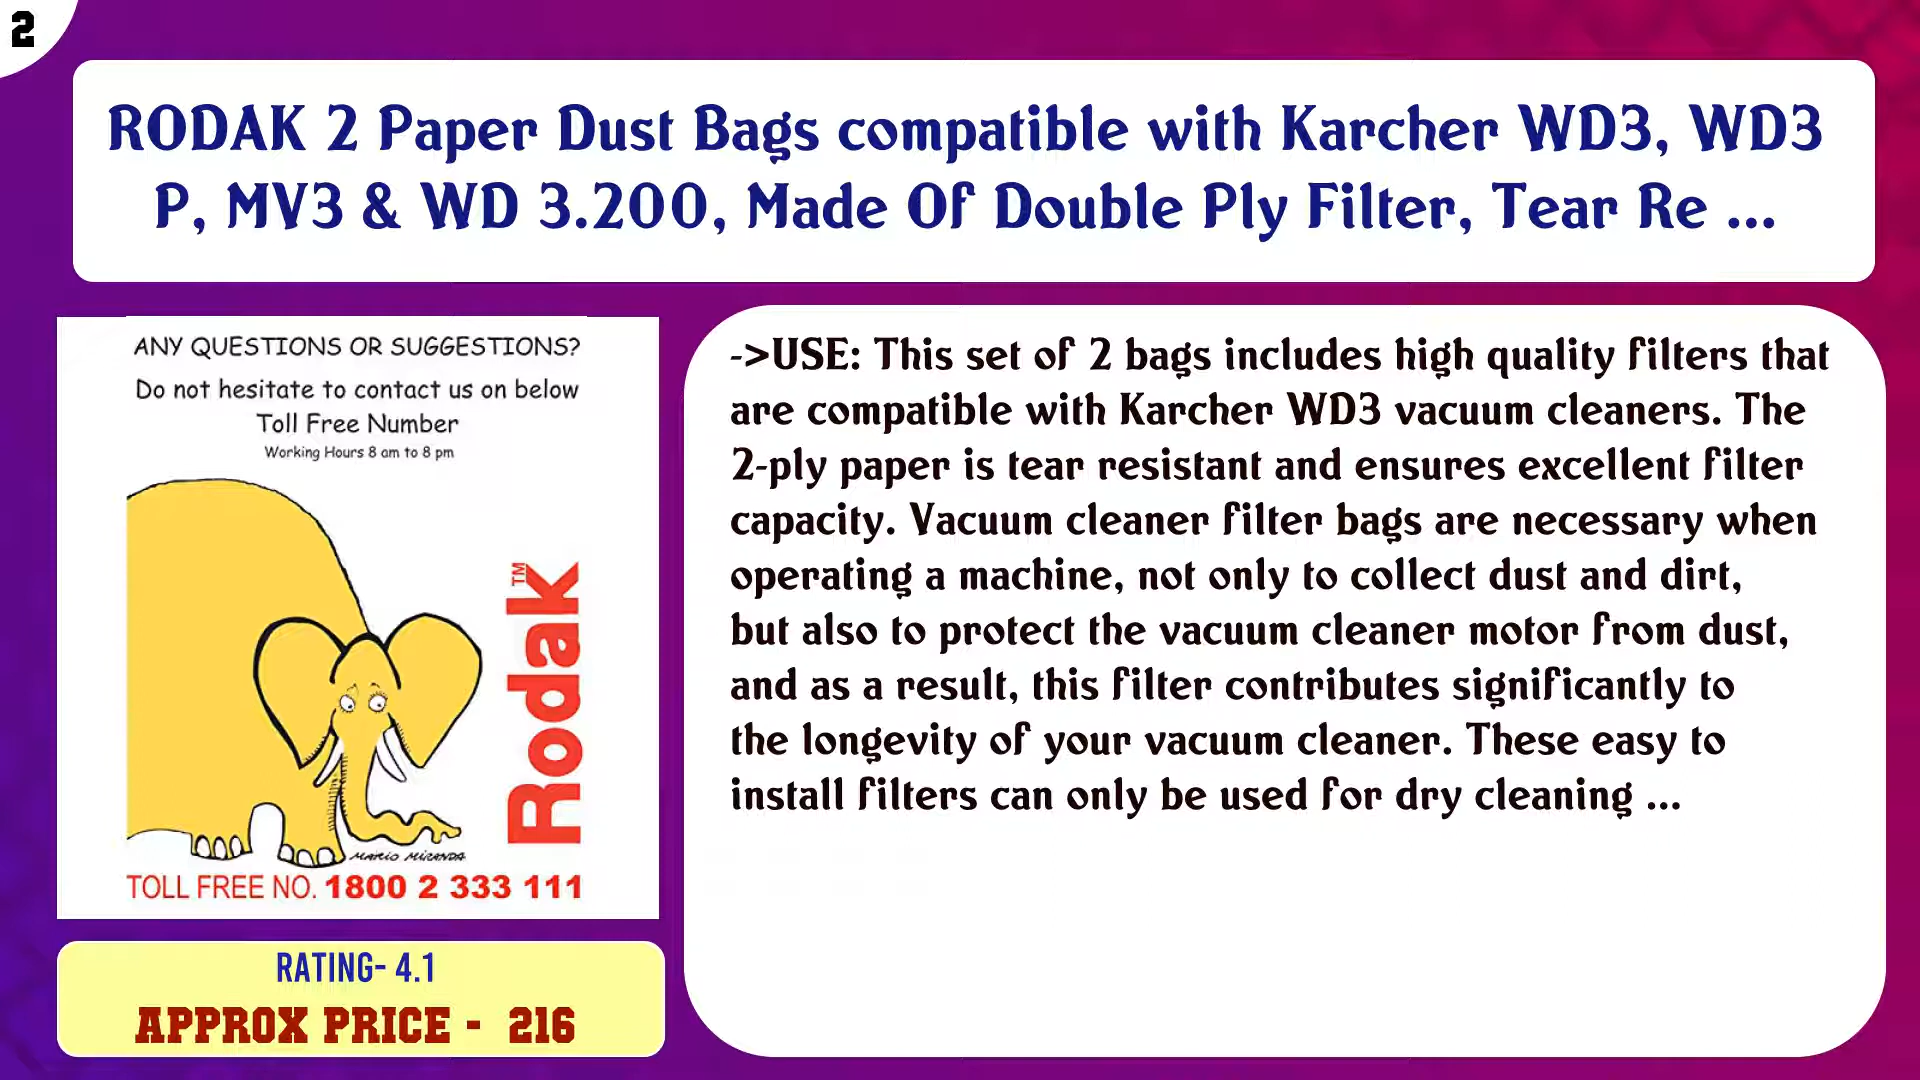 2
RODAK 2 Paper Dust Bags compatible with Karcher WD3, WD3
P, MV3 & WD 3.200, Made Of Double Ply Filter, Tear Re ...
ANY QUESTIONS OR SUGGESTIONS?
Do not hesitate to contact us on below
Toll Free Number
Working Hours 8 am to 8 pm
Rodak™
MARIO MIRANDA
TOLL FREE NO. 1800 2 333 111
RATING- 4.1
APPROX PRICE - 216
->USE: This set of 2 bags includes high quality filters that
are compatible with Karcher WD3 vacuum cleaners. The
2-ply paper is tear resistant and ensures excellent filter
capacity. Vacuum cleaner filter bags are necessary when
operating a machine, not only to collect dust and dirt,
but also to protect the vacuum cleaner motor from dust,
and as a result, this filter contributes significantly to
the longevity of your vacuum cleaner. These easy to
install filters can only be used for dry cleaning ...